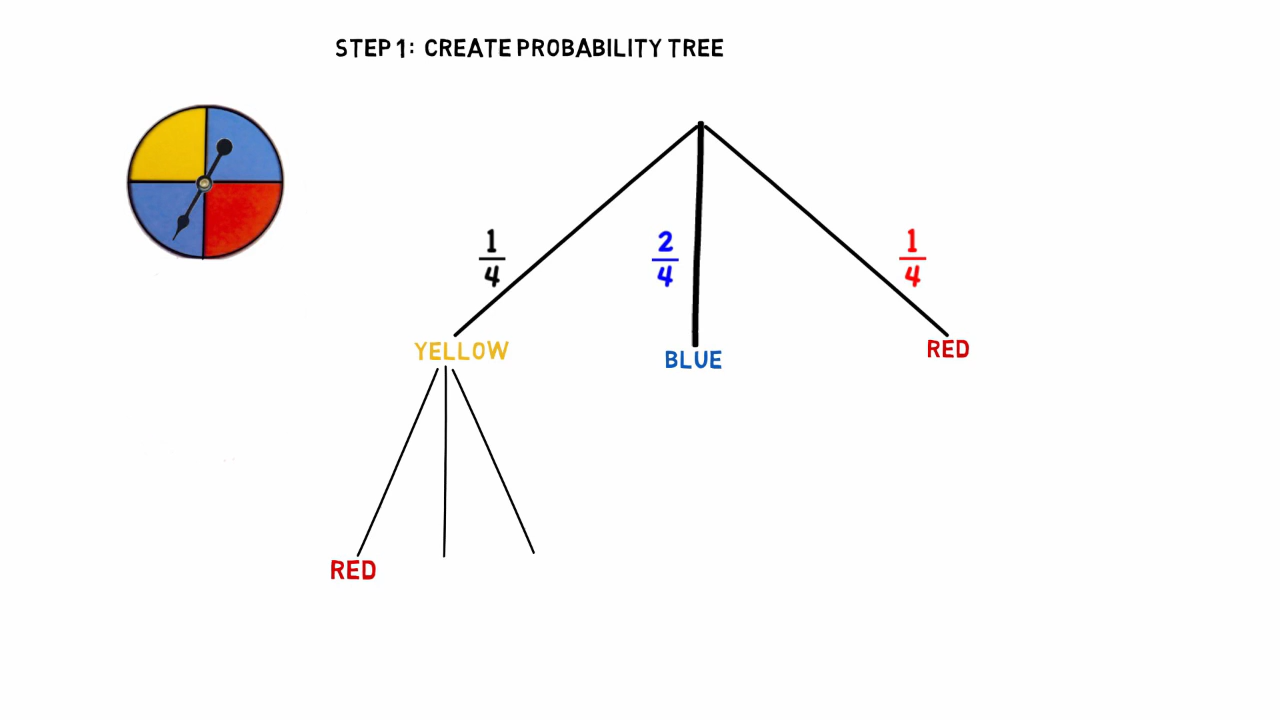 STEP 1: CREATE PROBABILITY TREE
1/4
2/4
1/4
YELLOW
BLUE
RED
RED